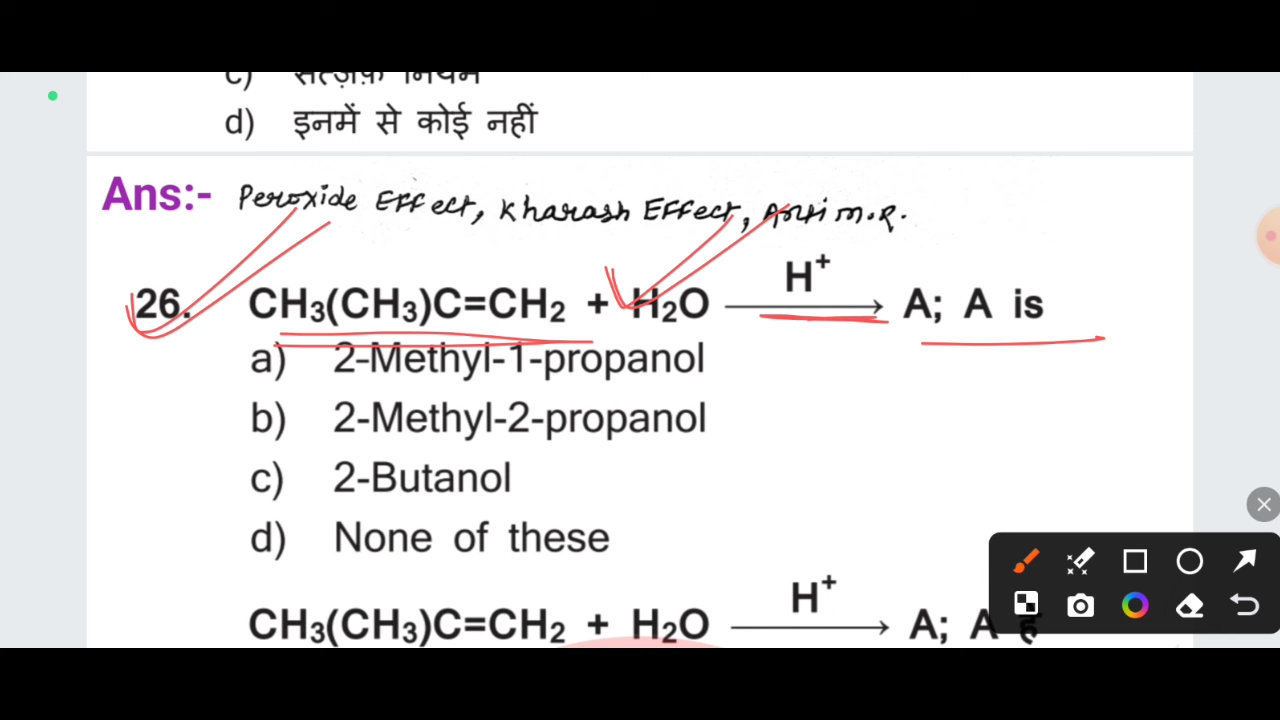 c) सेत्ज़ेफ़ नियम
d) इनमें से कोई नहीं
Ans:- Peroxide Effect, Kharash Effect, Anti m.R.
H+
26. CH3(CH3)C=CH2 + H2O ⟶ A; A is
a) 2-Methyl-1-propanol
b) 2-Methyl-2-propanol
c) 2-Butanol
d) None of these
H+
CH3(CH3)C=CH2 + H2O ⟶ A; A है